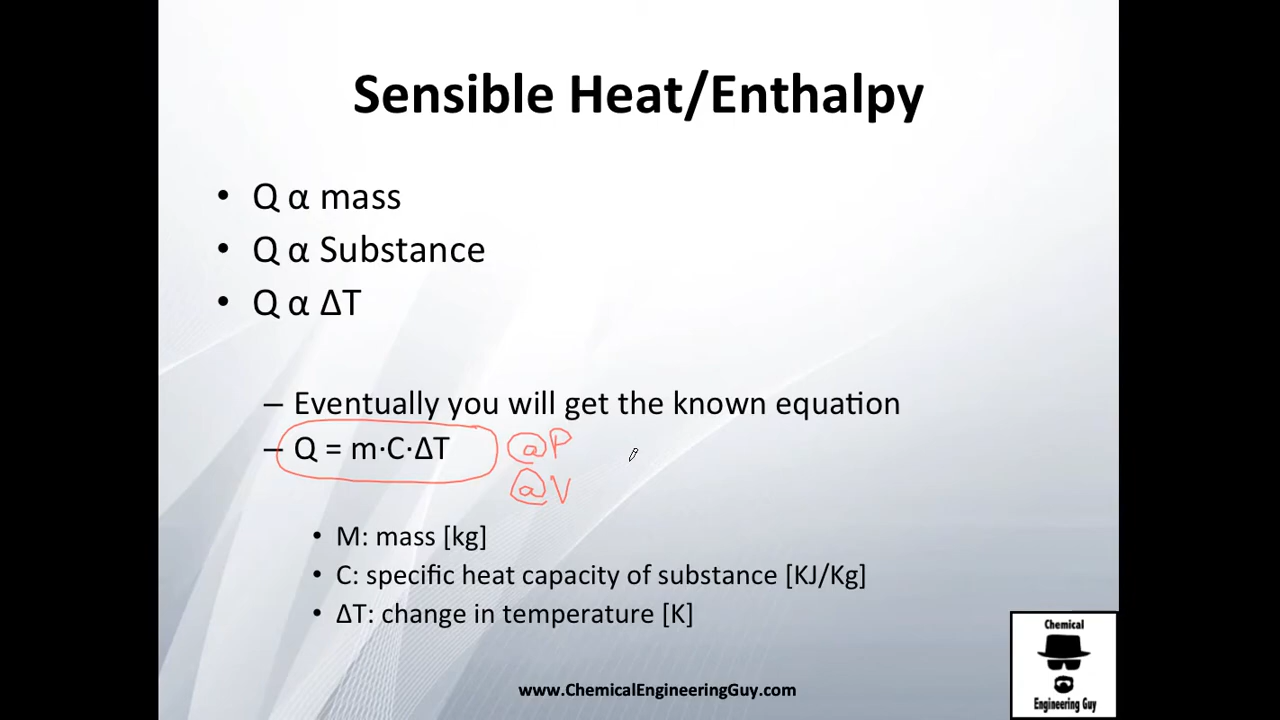 Sensible Heat/Enthalpy
• Q α mass
• Q α Substance
• Q α ΔT
– Eventually you will get the known equation
– Q = m·C·ΔT @P
@V
• M: mass [kg]
• C: specific heat capacity of substance [KJ/Kg]
• ΔT: change in temperature [K]
www.ChemicalEngineeringGuy.com
Chemical
Engineering Guy